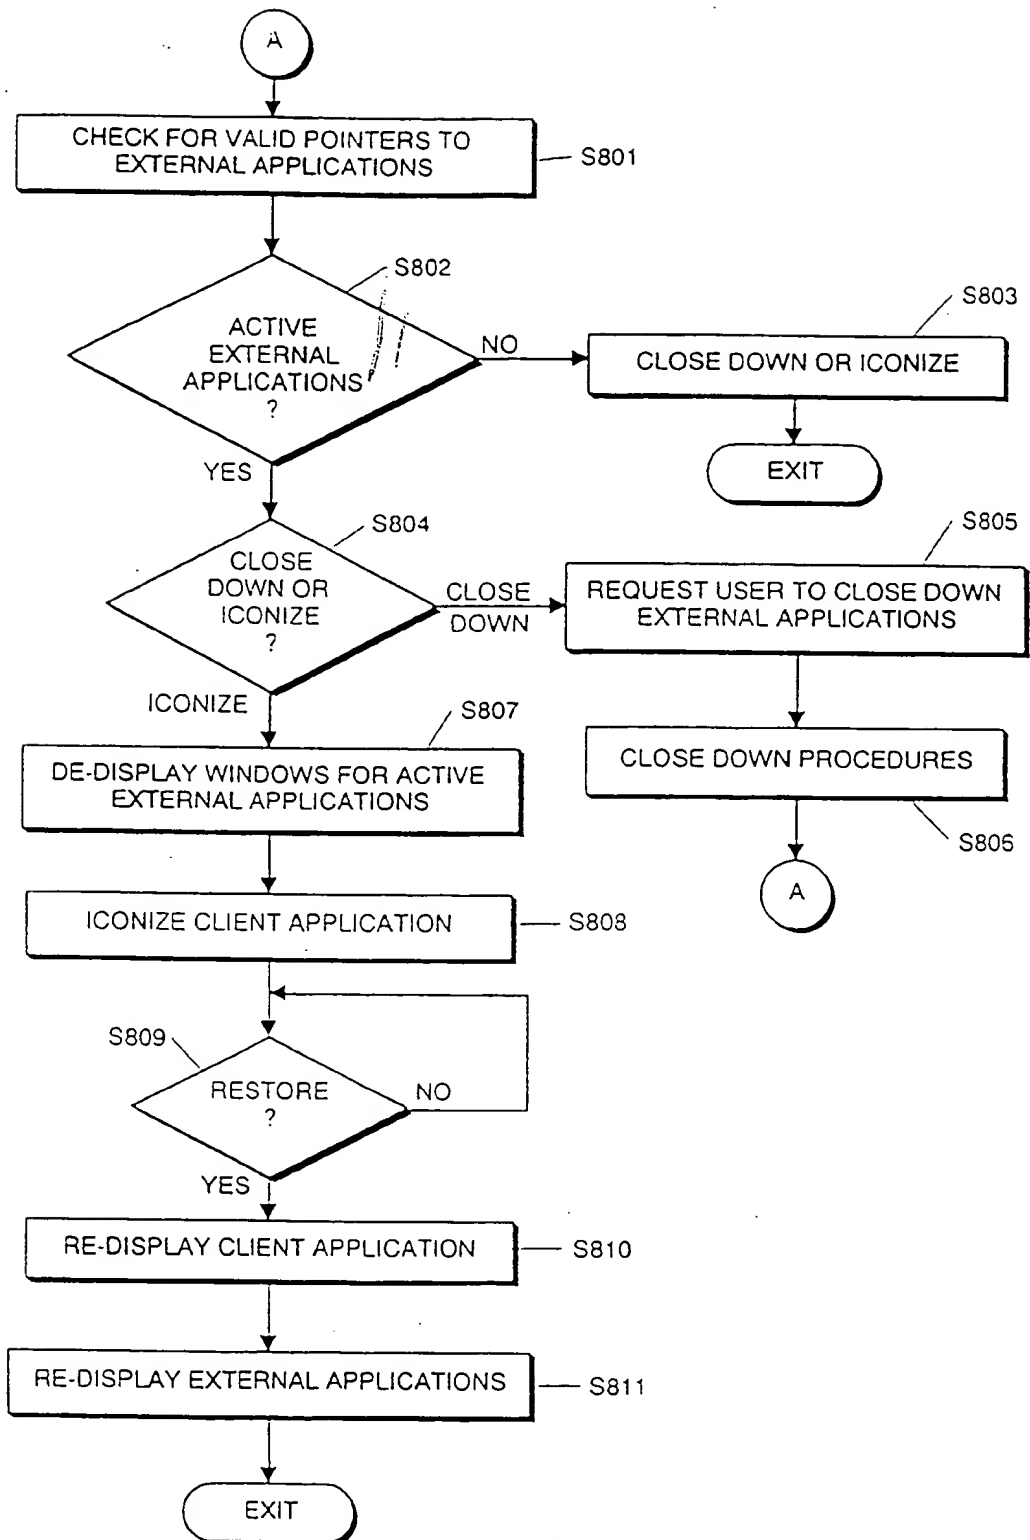 A
CHECK FOR VALID POINTERS TO
EXTERNAL APPLICATIONS
S801
S802
ACTIVE
EXTERNAL
APPLICATIONS
?
NO
YES
S803
CLOSE DOWN OR ICONIZE
EXIT
S804
CLOSE
DOWN OR
ICONIZE
?
CLOSE
DOWN
ICONIZE
S805
REQUEST USER TO CLOSE DOWN
EXTERNAL APPLICATIONS
CLOSE DOWN PROCEDURES
S806
A
S807
DE-DISPLAY WINDOWS FOR ACTIVE
EXTERNAL APPLICATIONS
ICONIZE CLIENT APPLICATION
S808
S809
RESTORE
?
NO
YES
RE-DISPLAY CLIENT APPLICATION
S810
RE-DISPLAY EXTERNAL APPLICATIONS
S811
EXIT